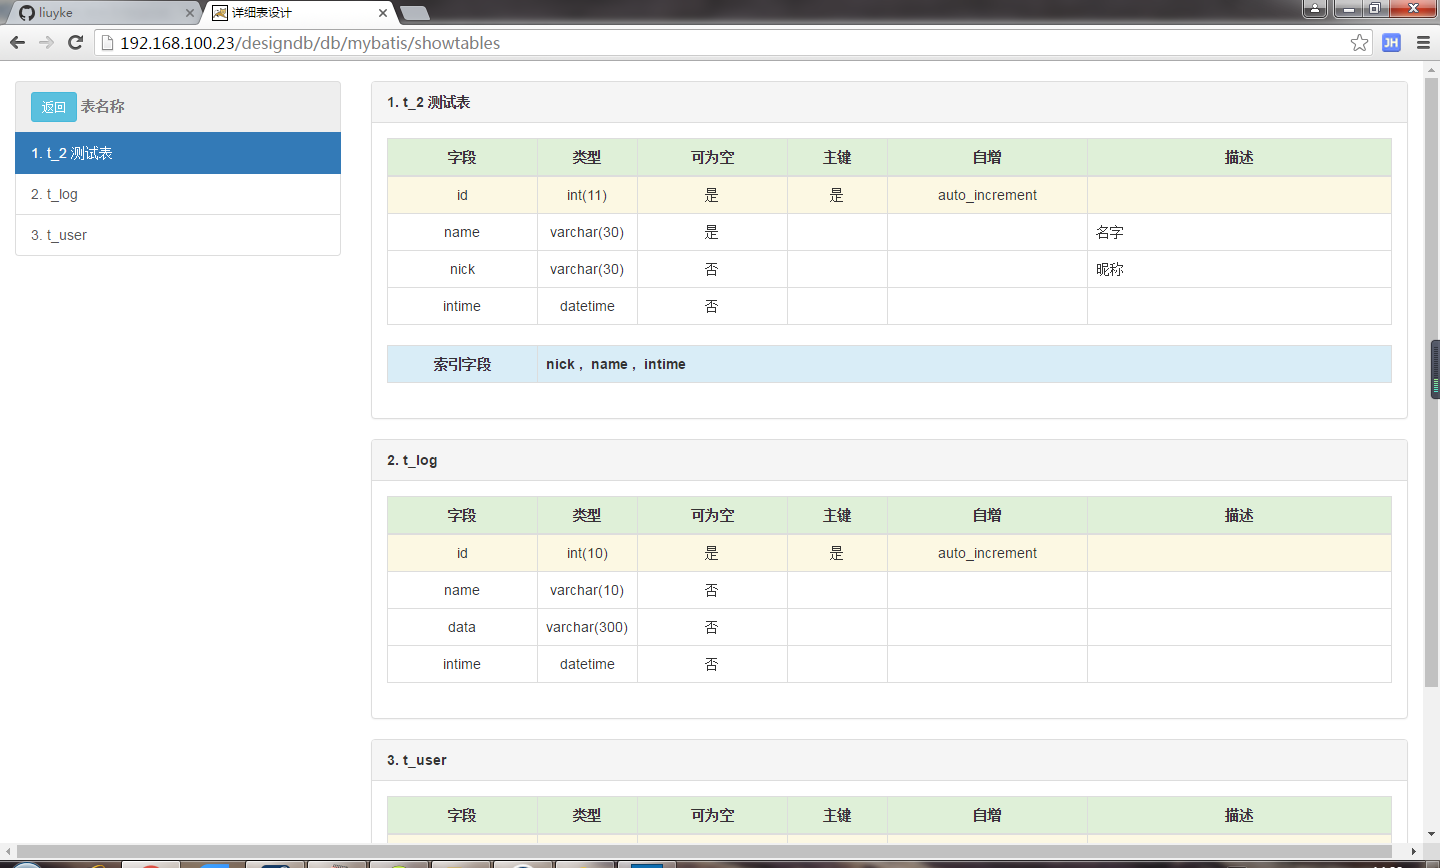 liuyke
详细表设计
192.168.100.23/designdb/db/mybatis/showtables
JH
返回 表名称
1. t_2 测试表
2. t_log
3. t_user
1. t_2 测试表
字段 类型 可为空 主键 自增 描述
id int(11) 是 是 auto_increment
name varchar(30) 是 名字
nick varchar(30) 否 昵称
intime datetime 否
索引字段 nick , name , intime
2. t_log
字段 类型 可为空 主键 自增 描述
id int(10) 是 是 auto_increment
name varchar(10) 否
data varchar(300) 否
intime datetime 否
3. t_user
字段 类型 可为空 主键 自增 描述